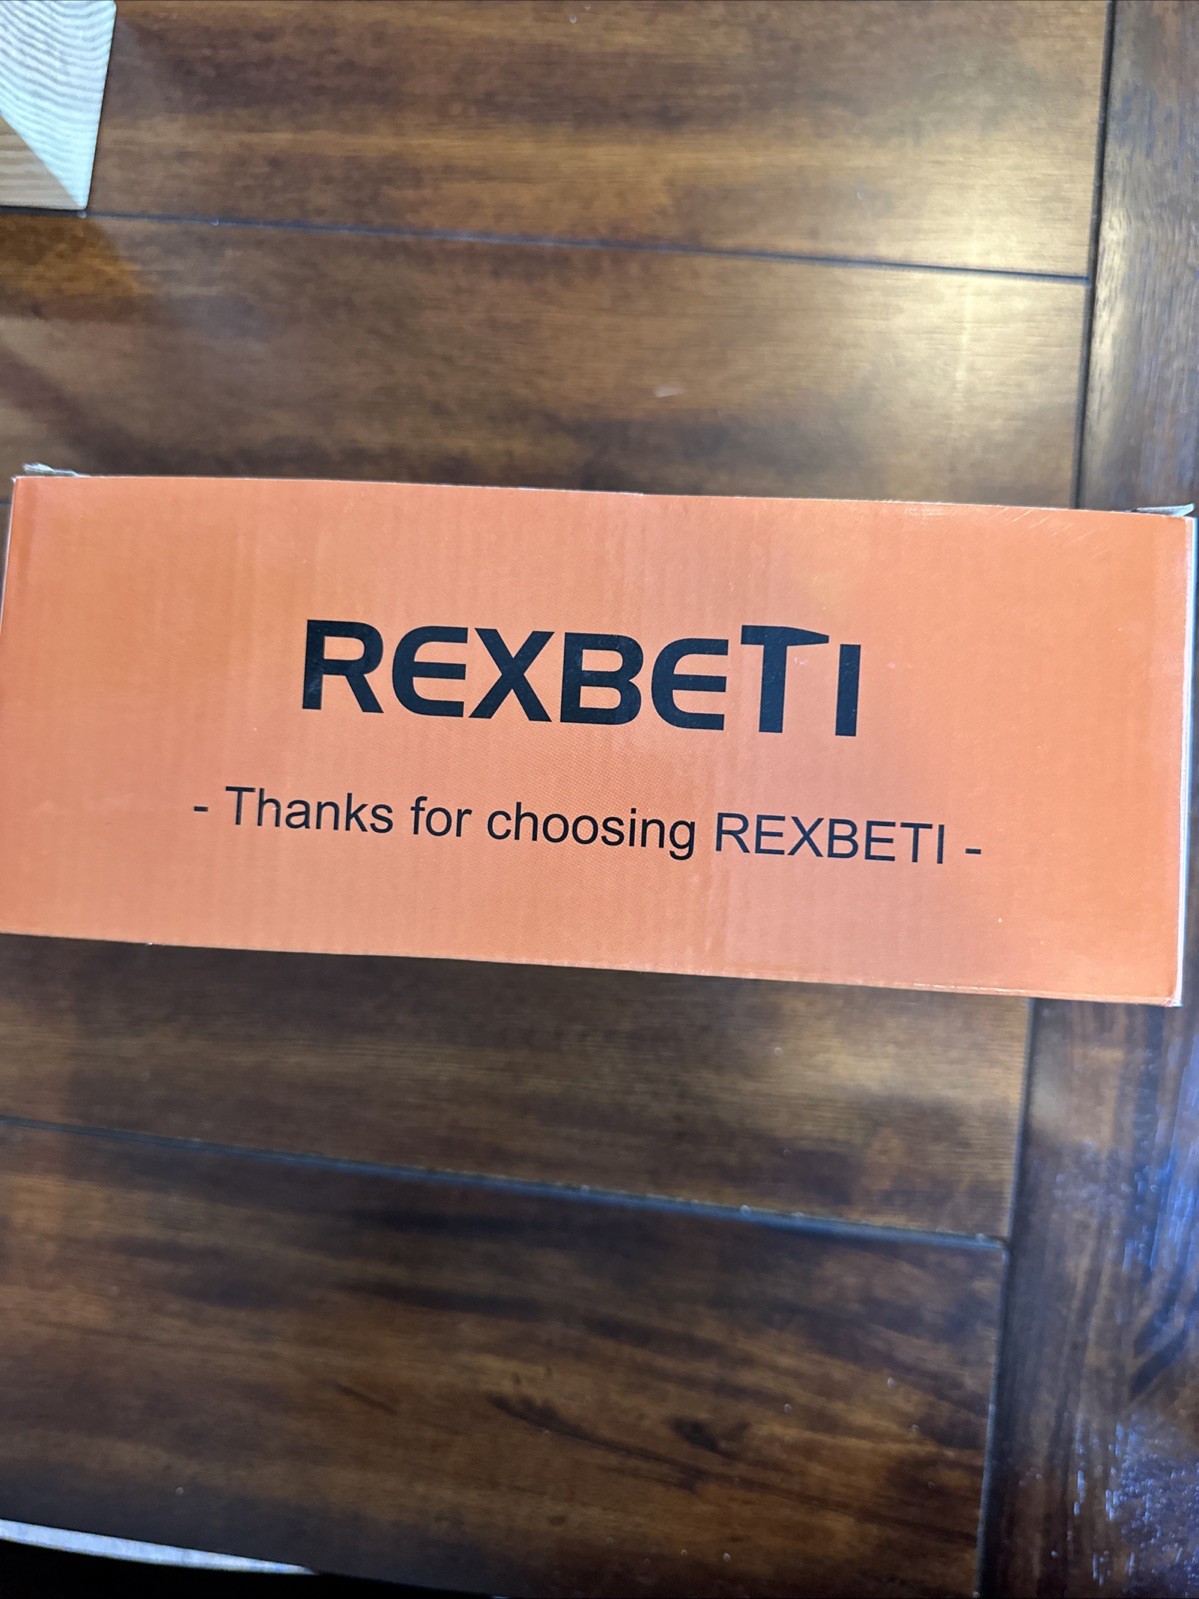 REXBETI
- Thanks for choosing REXBETI -